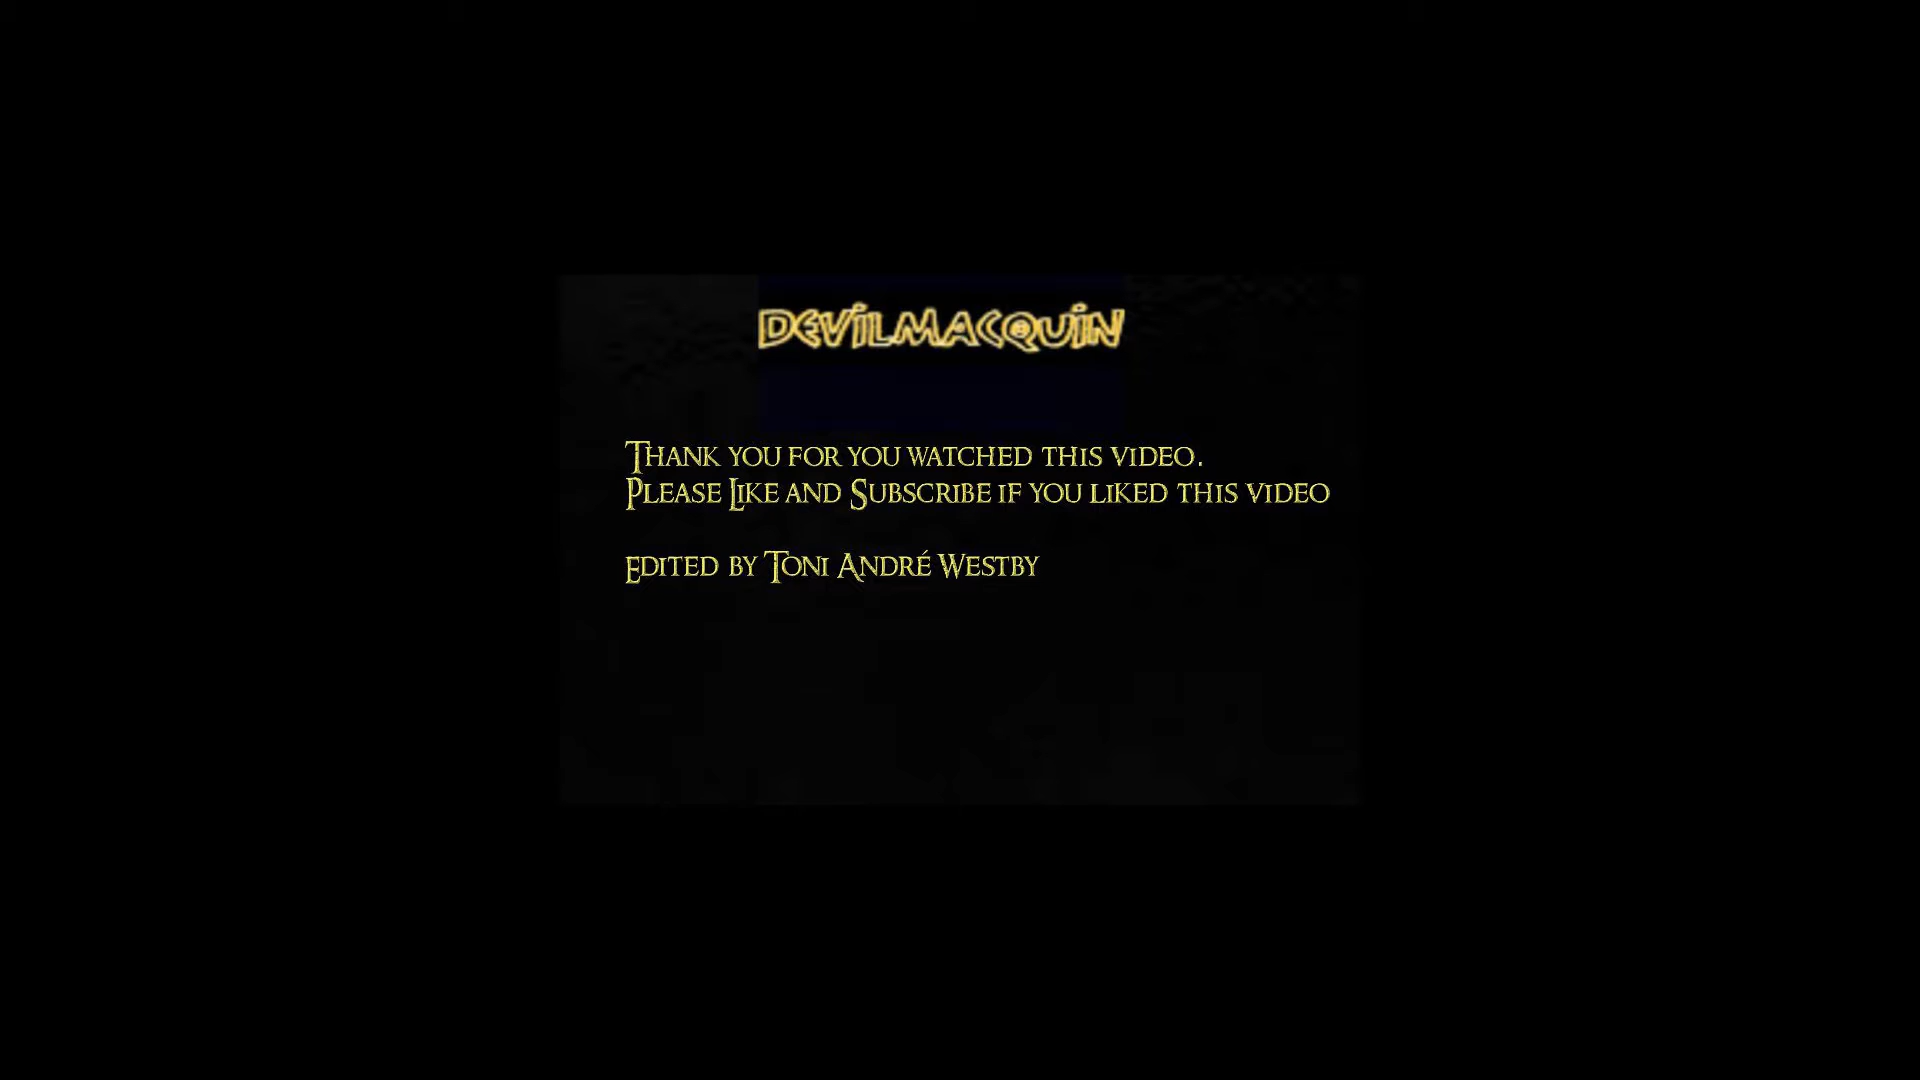 DEViLMACQUiN
Thank you for you watched this video.
Please Like and Subscribe if you liked this video
Edited by Toni André Westby